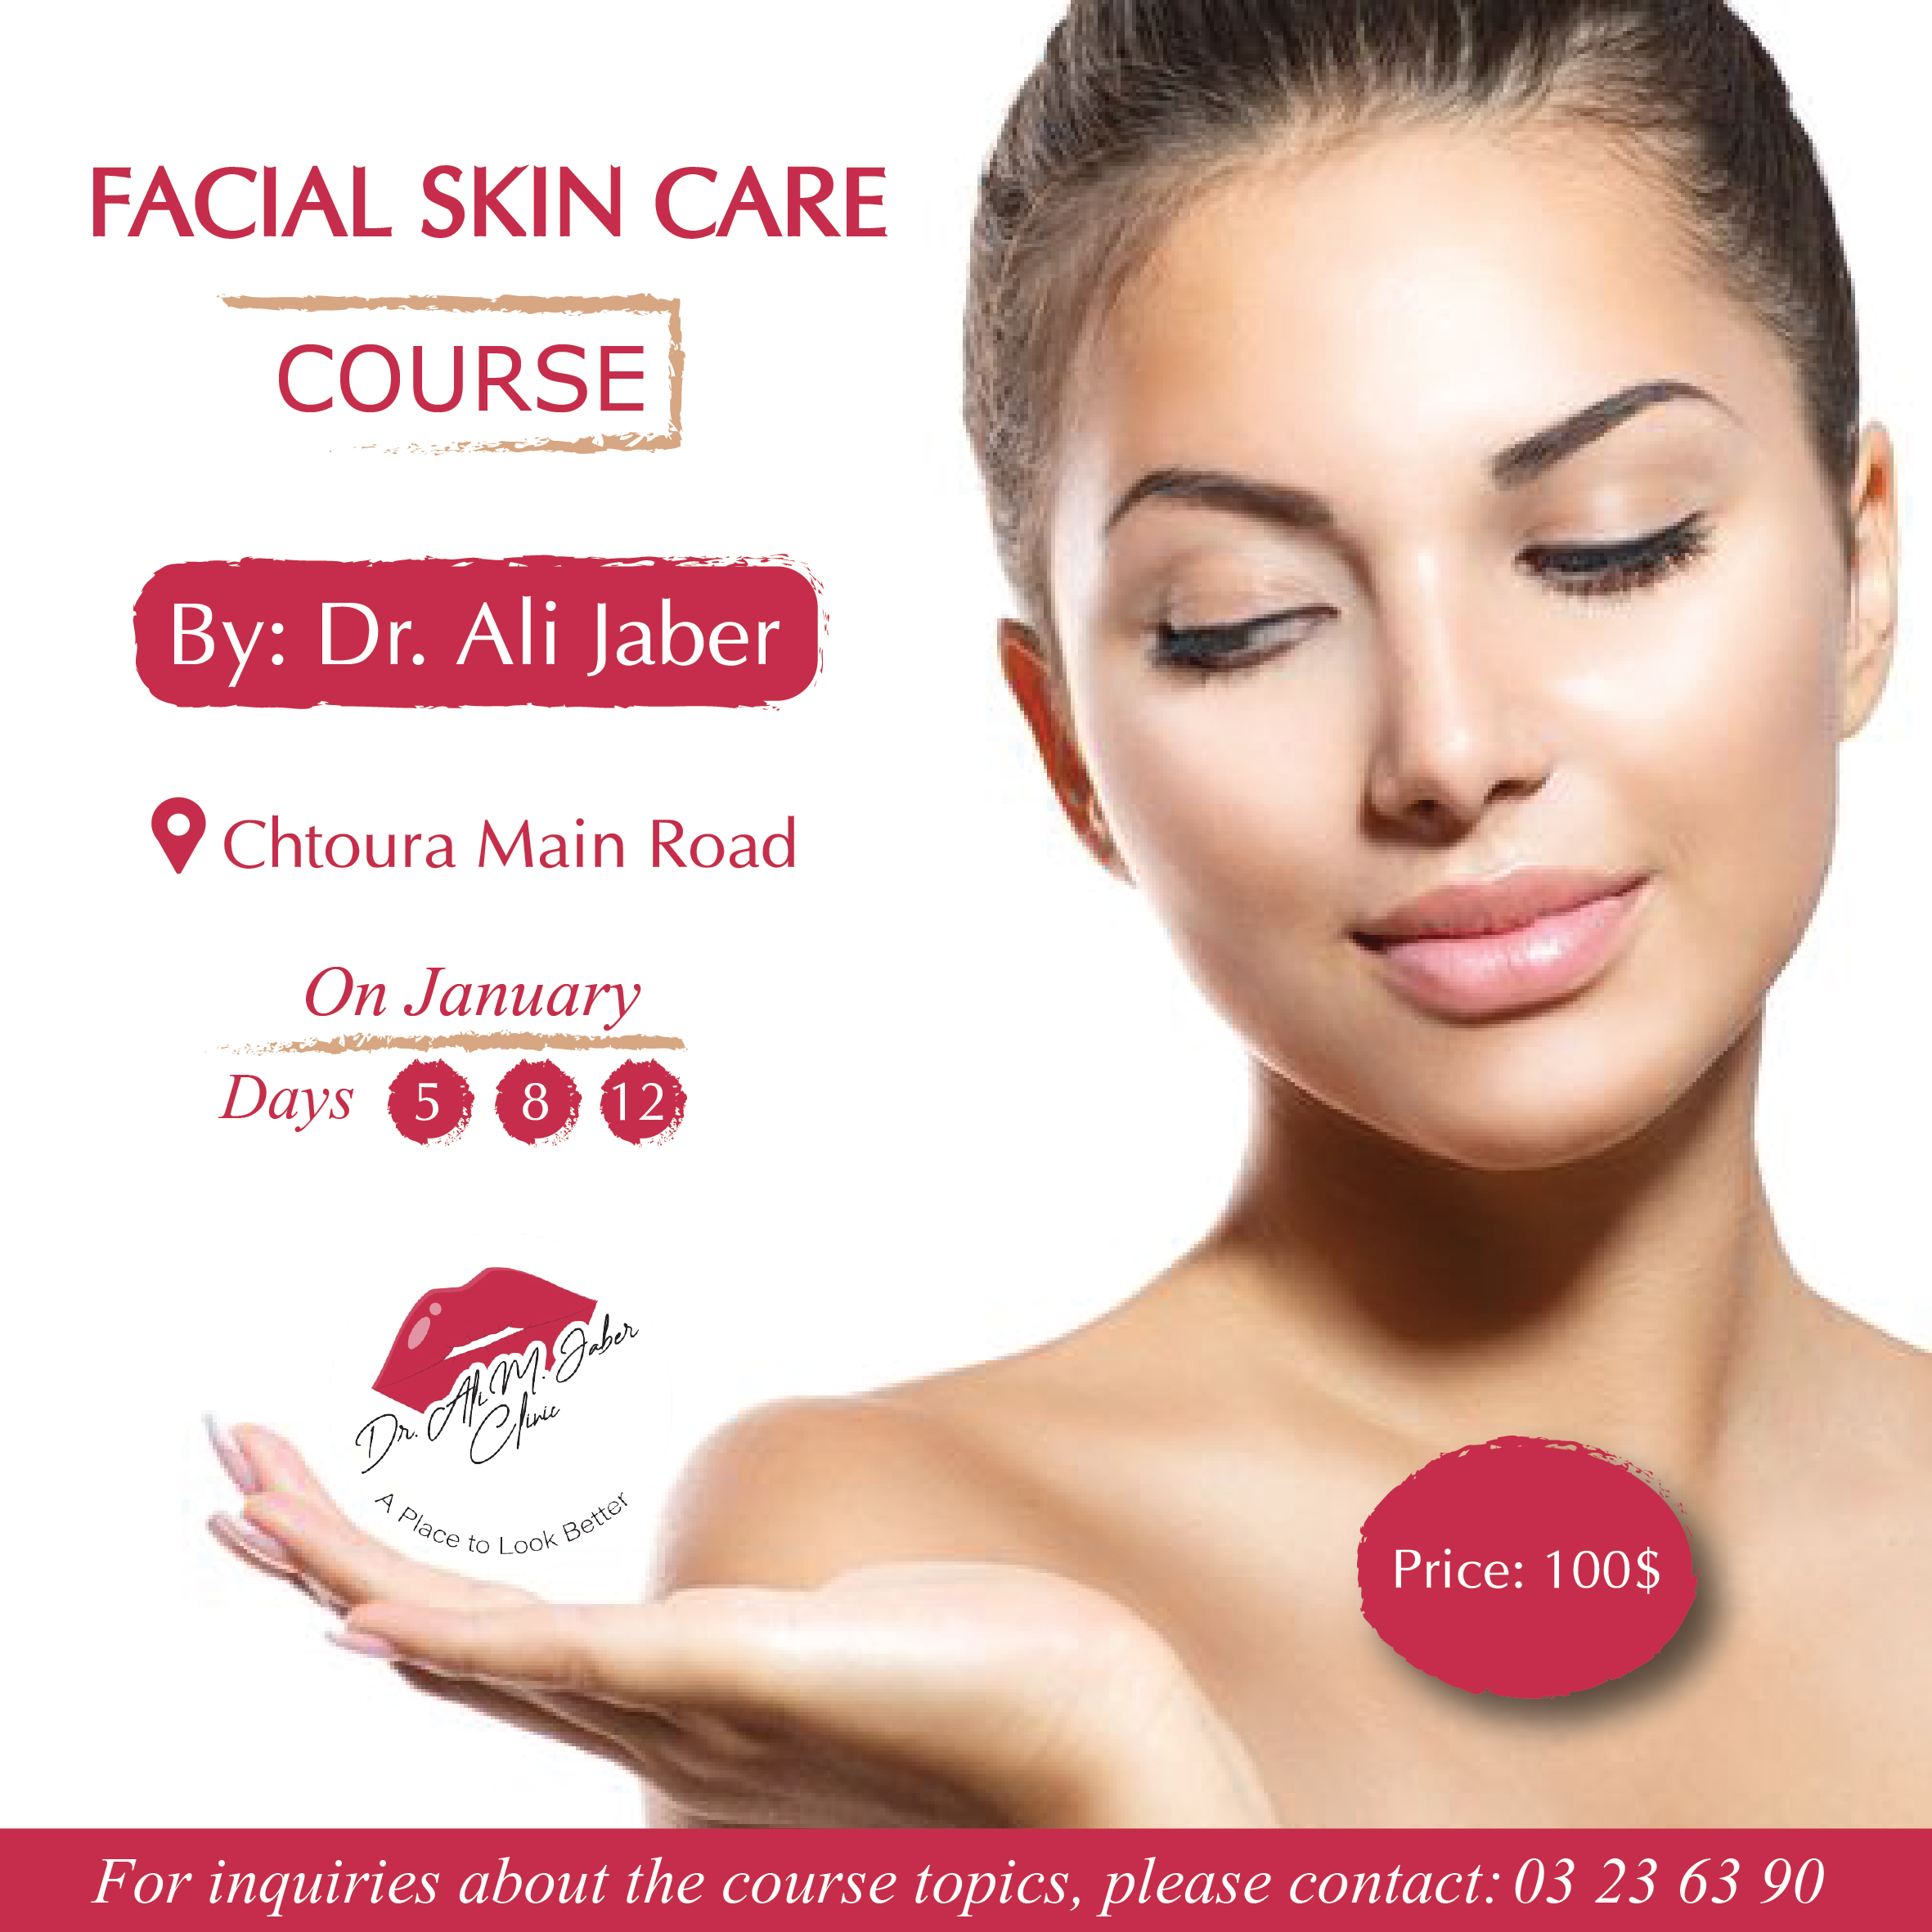 FACIAL SKIN CARE
COURSE
By: Dr. Ali Jaber
Chtoura Main Road
On January
Days 5 8 12
Dr. Ali M. Jaber
Clinic
A Place to Look Better
Price: 100$
For inquiries about the course topics, please contact: 03 23 63 90